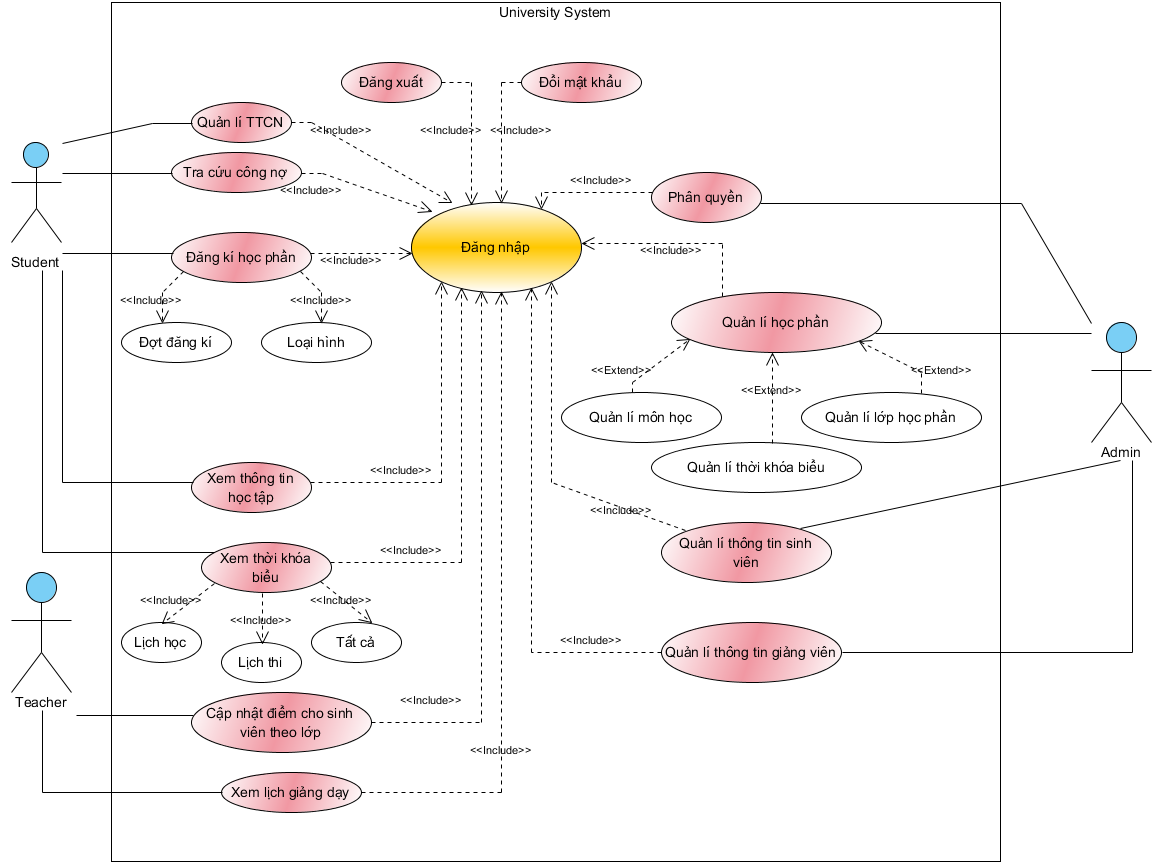 University System
Đăng xuất
Đổi mật khẩu
Quản lí TTCN
<<Include>>
<<Include>>
<<Include>>
Tra cứu công nợ
<<Include>>
<<Include>>
Phân quyền
Student
Đăng kí học phần
<<Include>>
Đăng nhập
<<Include>>
<<Include>>
<<Include>>
Đợt đăng kí
Loại hình
Quản lí học phần
<<Extend>>
<<Extend>>
<<Extend>>
Quản lí môn học
Quản lí lớp học phần
Quản lí thời khóa biểu
Admin
Xem thông tin
học tập
<<Include>>
<<Include>>
Quản lí thông tin sinh
viên
Xem thời khóa
biểu
<<Include>>
<<Include>>
<<Include>>
<<Include>>
Lịch học
Lịch thi
Tất cả
<<Include>>
Quản lí thông tin giảng viên
Teacher
Cập nhật điểm cho sinh
viên theo lớp
<<Include>>
Xem lịch giảng dạy
<<Include>>